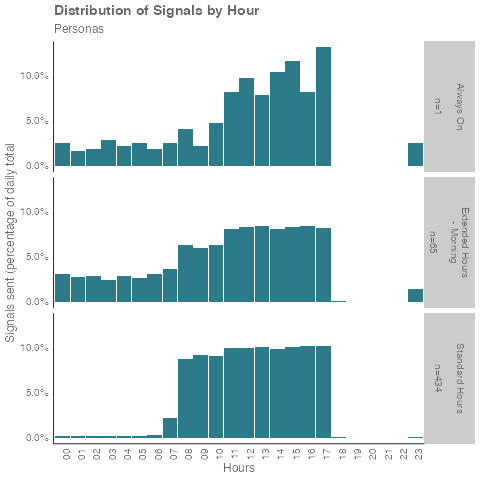 Distribution of Signals by Hour
Personas
Signals sent (percentage of daily total
10.0%
5.0%
0.0%
Always On
n=1
10.0%
5.0%
0.0%
Extended Hours
- Morning
n=65
10.0%
5.0%
0.0%
Standard Hours
n=434
00 01 02 03 04 05 06 07 08 09 10 11 12 13 14 15 16 17 18 19 20 21 22 23
Hours